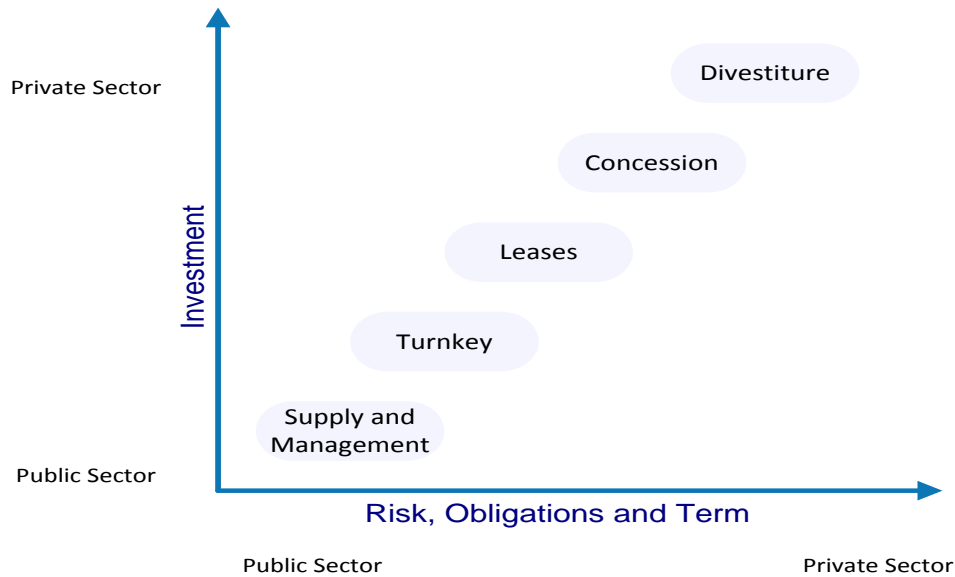 Divestiture
Private Sector
Concession
Investment
Leases
Turnkey
Supply and
Management
Public Sector
Risk, Obligations and Term
Public Sector
Private Sector